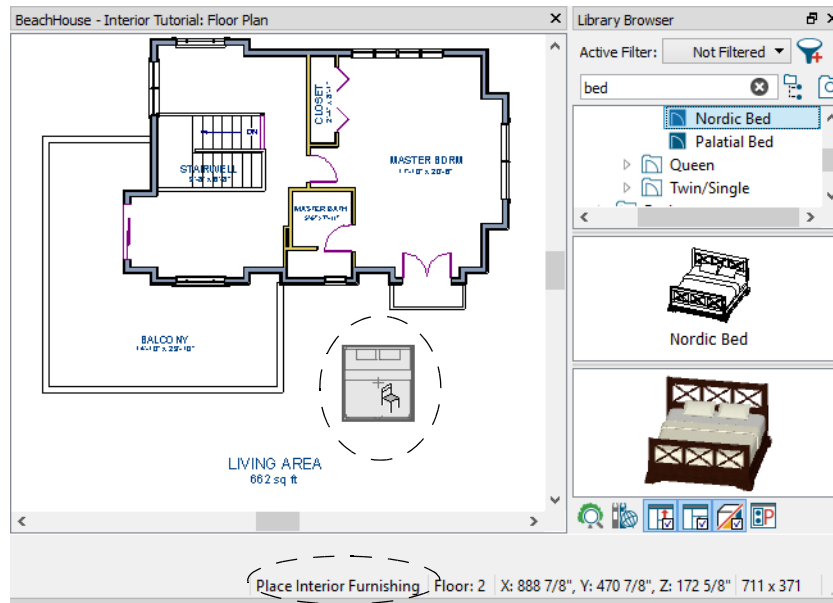 BeachHouse - Interior Tutorial: Floor Plan
Library Browser
Active Filter:
Not Filtered
bed
Nordic Bed
Palatial Bed
Queen
Twin/Single
Nordic Bed
CLOSET
DN
STAIRWELL
MASTER BDRM
MASTER BATH
BALCONY
LIVING AREA
662 sq ft
P
Place Interior Furnishing
Floor: 2
X: 888 7/8", Y: 470 7/8", Z: 172 5/8"
711 x 371